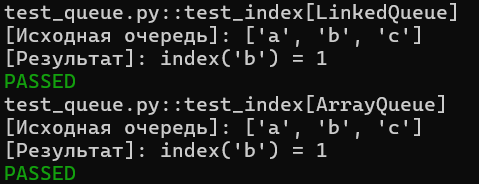 test_queue.py::test_index[LinkedQueue]
[Исходная очередь]: ['a', 'b', 'c']
[Результат]: index('b') = 1
PASSED
test_queue.py::test_index[ArrayQueue]
[Исходная очередь]: ['a', 'b', 'c']
[Результат]: index('b') = 1
PASSED